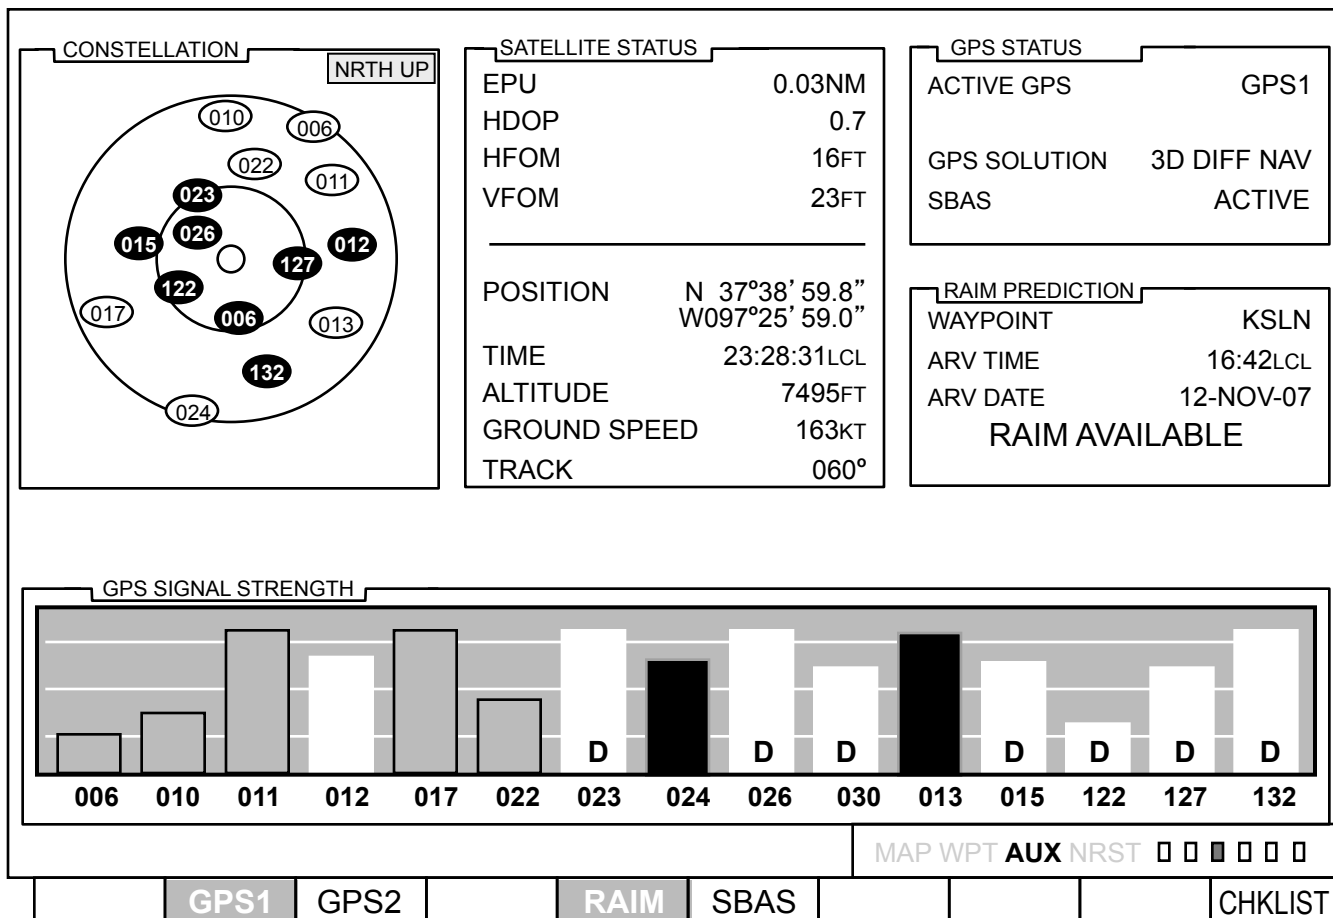 CONSTELLATION
NRTH UP
010
006
022
011
023
026
015
012
127
122
017
006
013
132
024
SATELLITE STATUS
EPU 0.03NM
HDOP 0.7
HFOM 16FT
VFOM 23FT
POSITION N 37º38’ 59.8”
W097º25’ 59.0”
TIME 23:28:31LCL
ALTITUDE 7495FT
GROUND SPEED 163KT
TRACK 060º
GPS STATUS
ACTIVE GPS GPS1
GPS SOLUTION 3D DIFF NAV
SBAS ACTIVE
RAIM PREDICTION
WAYPOINT KSLN
ARV TIME 16:42LCL
ARV DATE 12-NOV-07
RAIM AVAILABLE
GPS SIGNAL STRENGTH
D D D D D D D
006 010 011 012 017 022 023 024 026 030 013 015 122 127 132
MAP WPT AUX NRST
GPS1 GPS2 RAIM SBAS CHKLIST